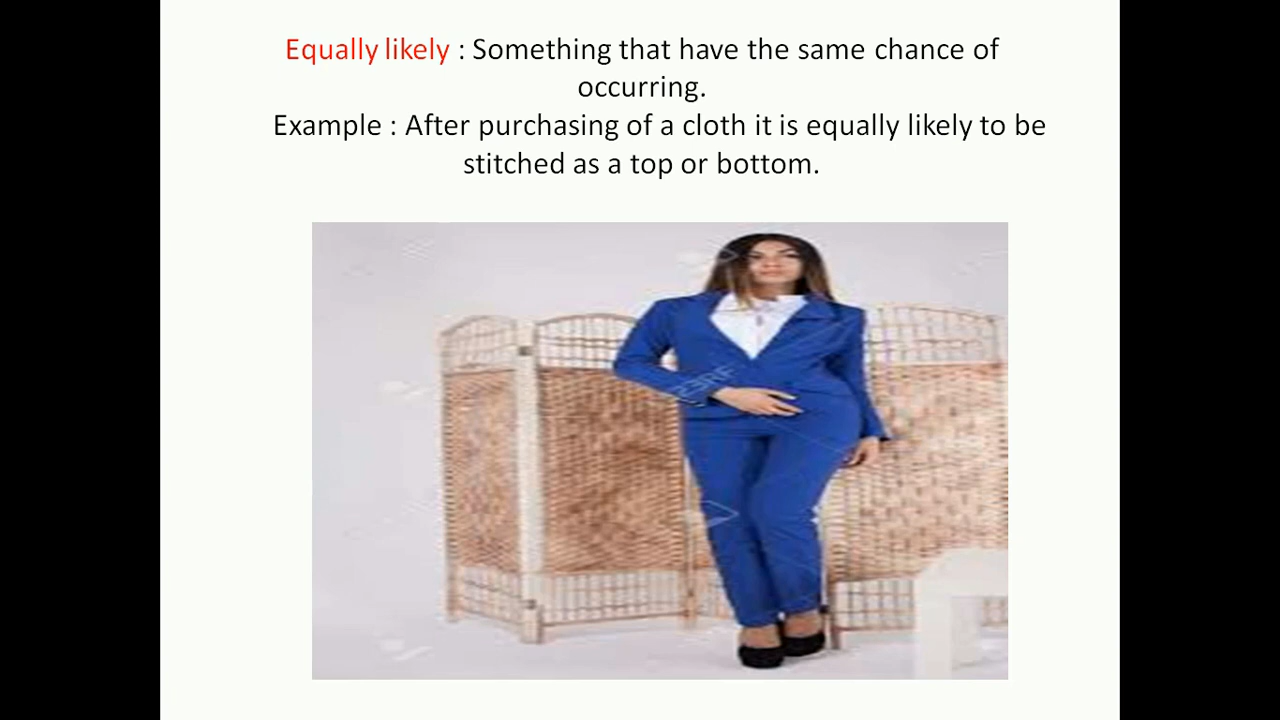 Equally likely : Something that have the same chance of
occurring.
Example : After purchasing of a cloth it is equally likely to be
stitched as a top or bottom.